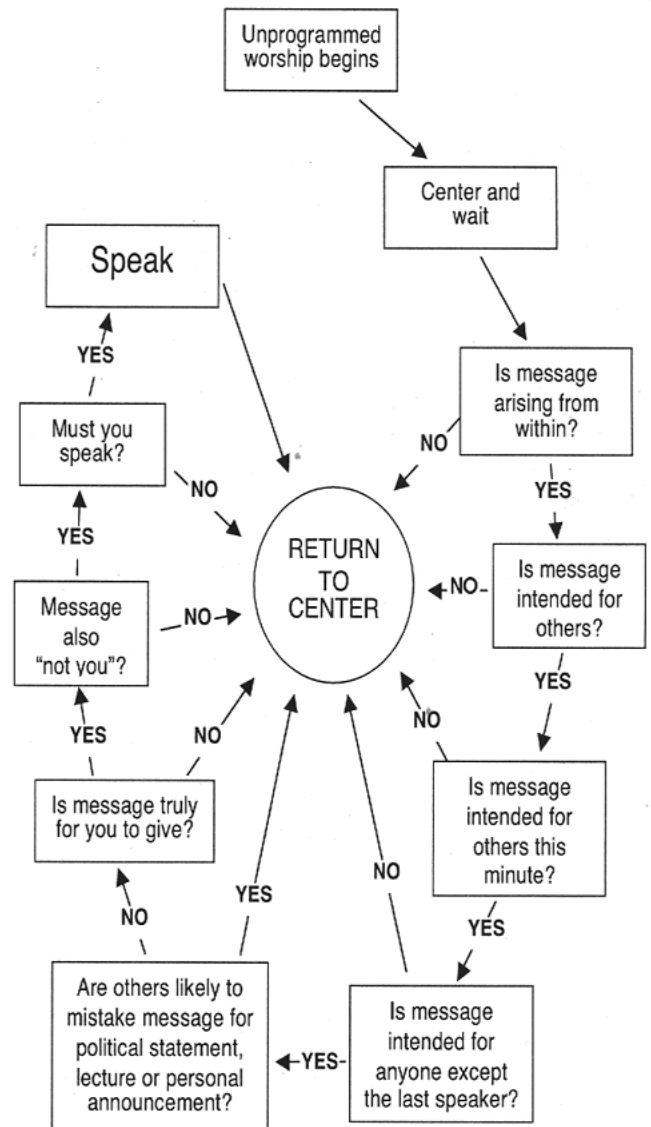 Unprogrammed
worship begins
Center and
wait
Is message
arising from
within?
NO
YES
Is message
intended for
others?
NO
YES
Is message
intended for
others this
minute?
NO
YES
Is message
intended for
anyone except
the last speaker?
NO
YES
Are others likely to
mistake message for
political statement,
lecture or personal
announcement?
YES
NO
Is message truly
for you to give?
NO
YES
Message
also
“not you”?
NO
YES
Must you
speak?
NO
YES
Speak
RETURN
TO
CENTER